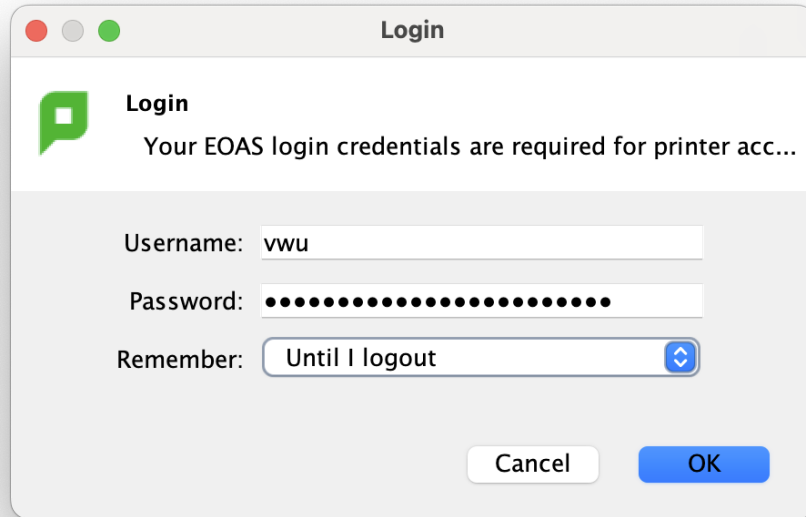 Login
Login
Your EOAS login credentials are required for printer acc...
Username: vwu
Password: ●●●●●●●●●●●●●●●●●●●●●●●●
Remember: Until I logout
Cancel OK